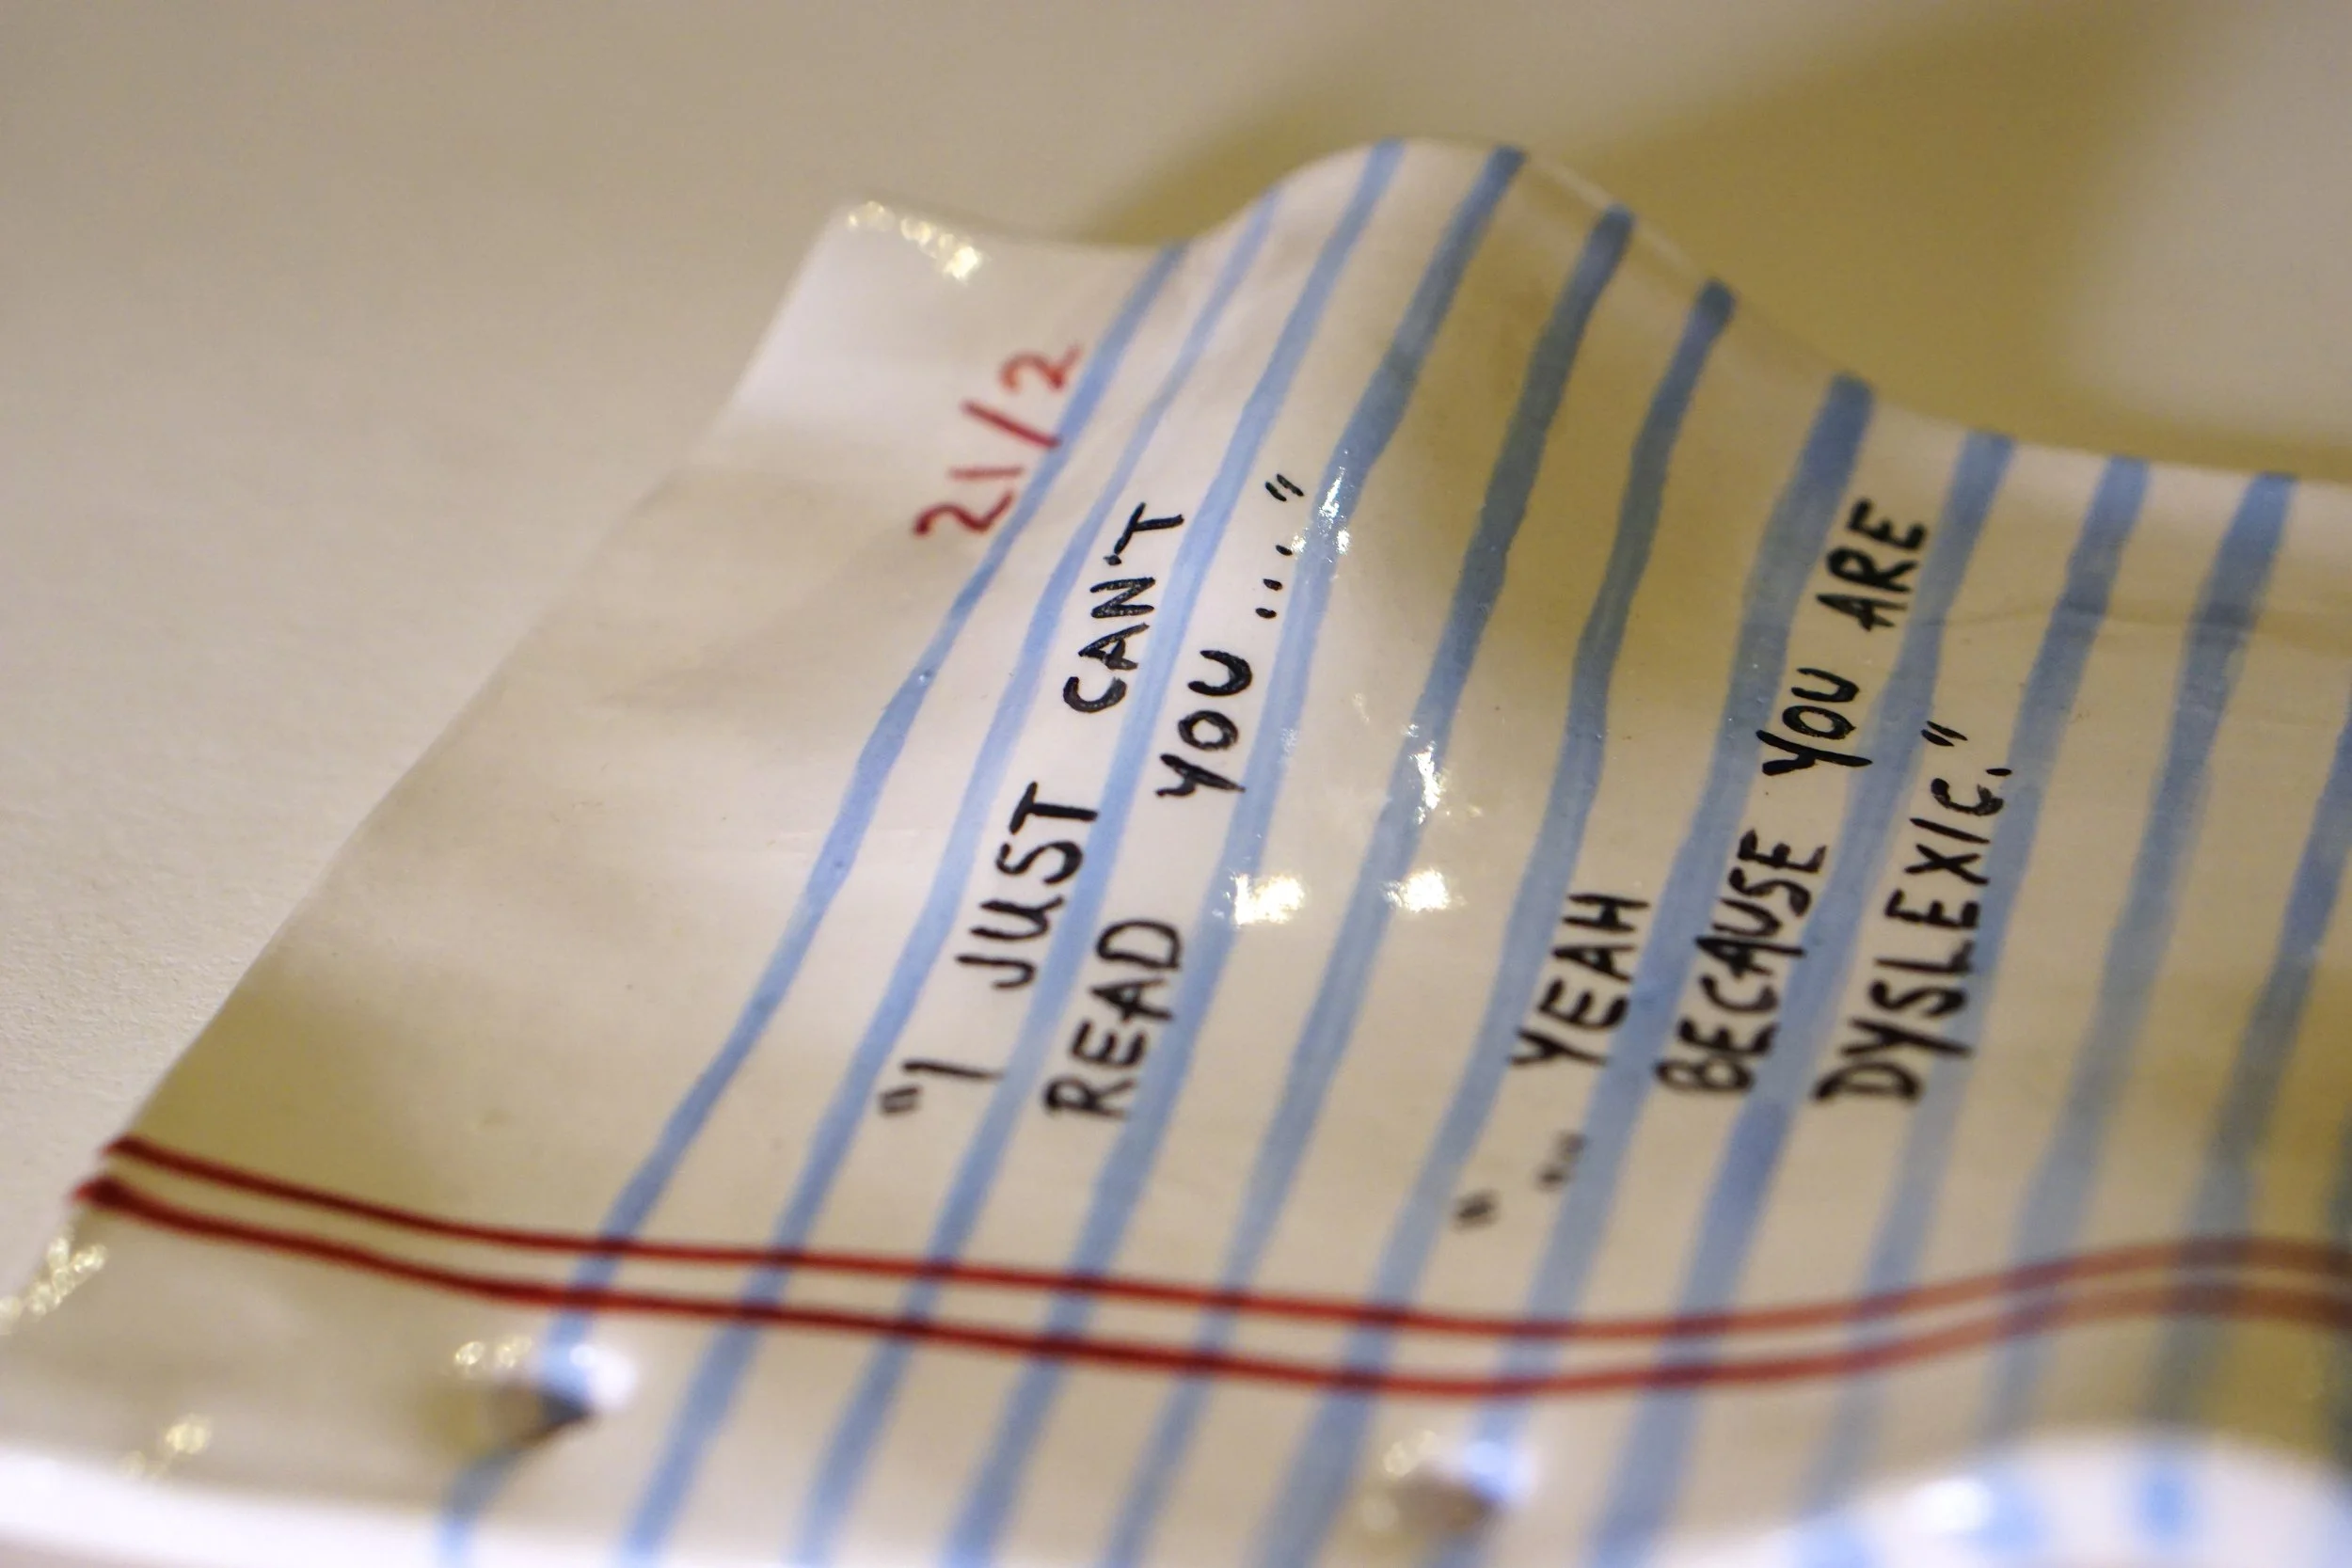 21/2
"I JUST CAN'T
READ YOU...."
"... YEAH
BECAUSE YOU ARE
DYSLEXIC."